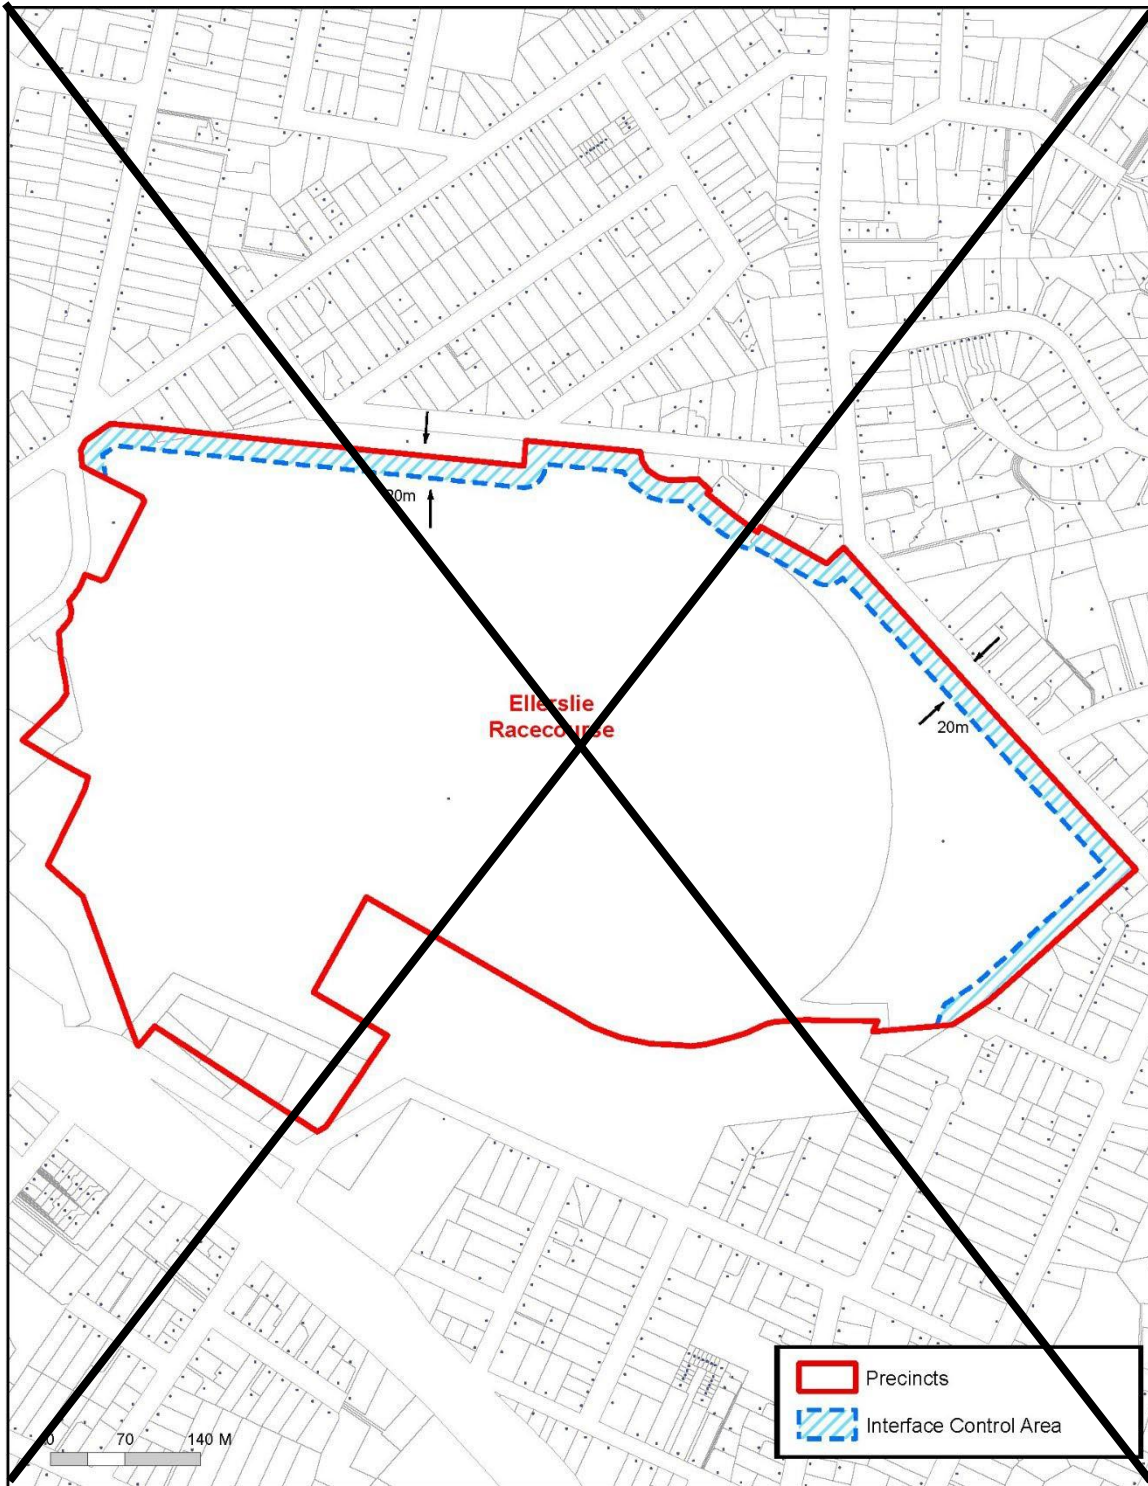 20m
Ellerslie
Racecourse
20m
Precincts
Interface Control Area
0 70 140 M